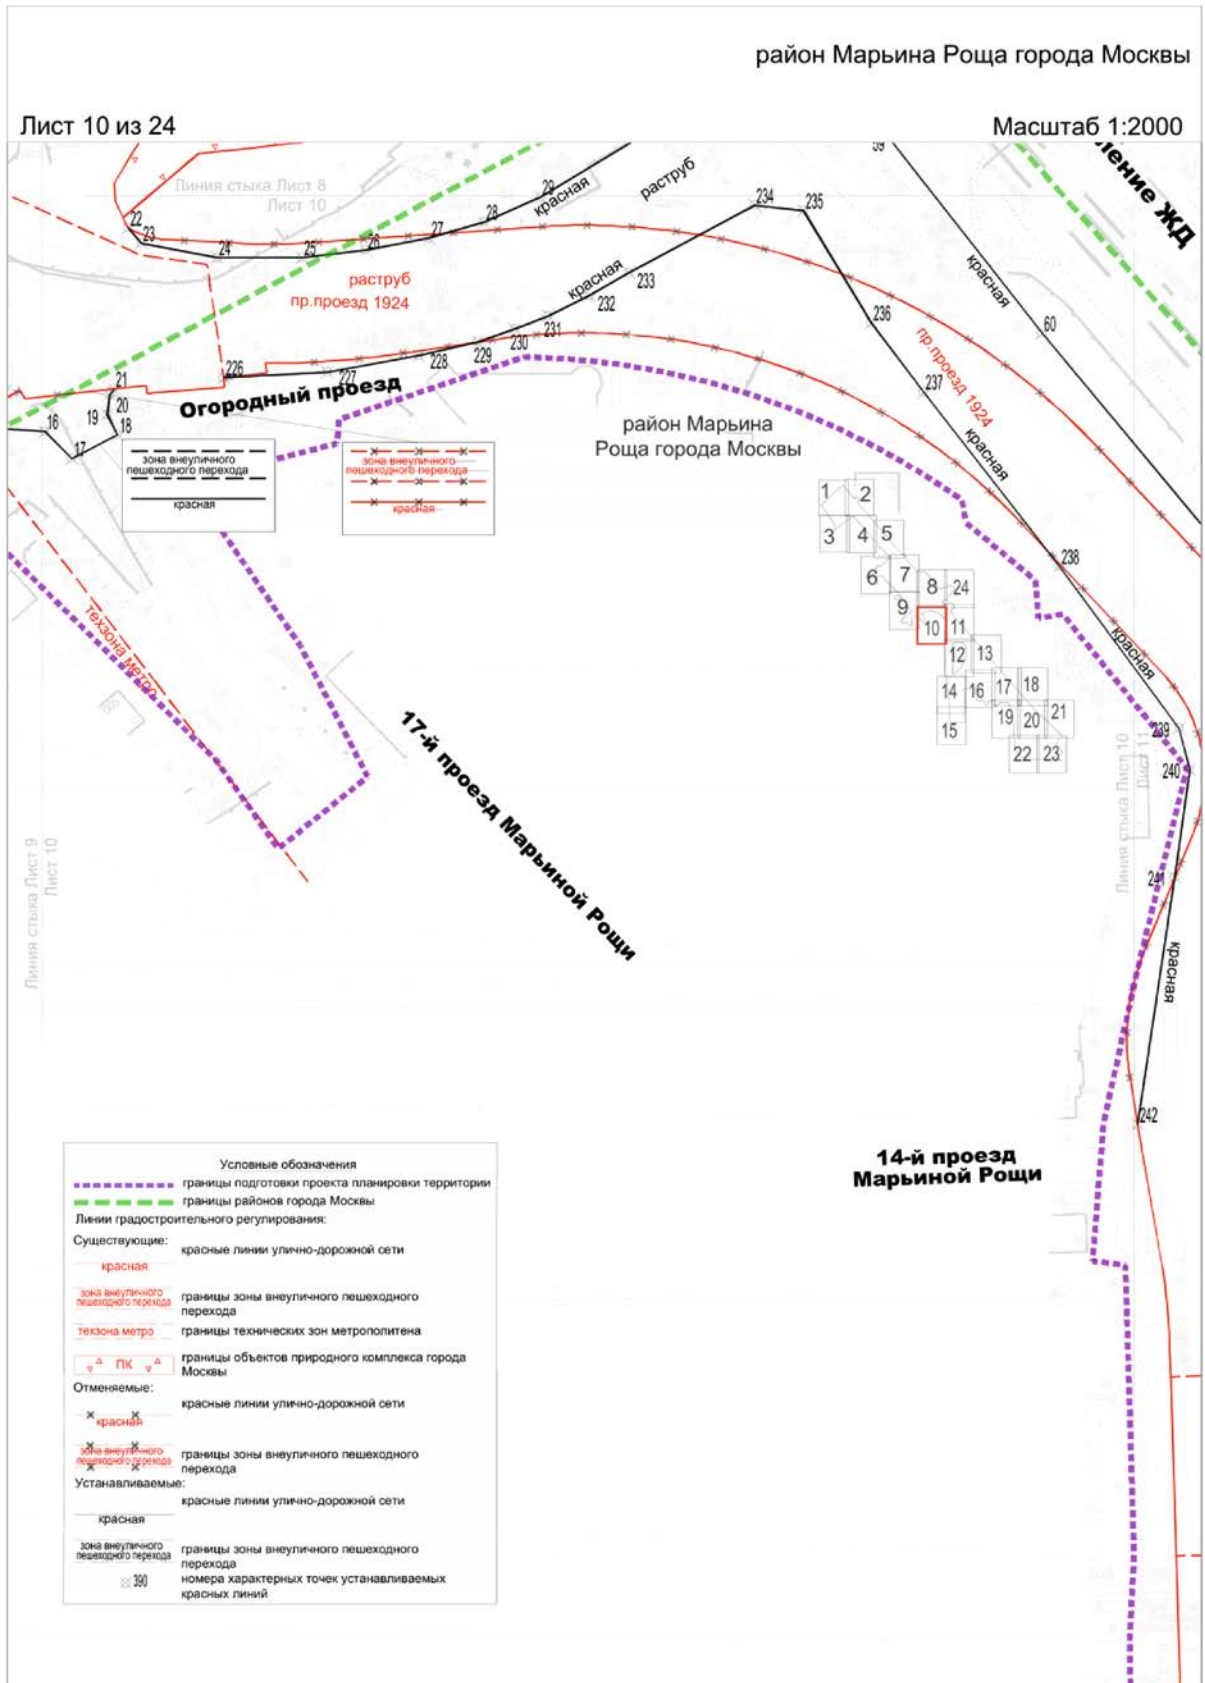 район Марьина Роща города Москвы
Лист 10 из 24
Масштаб 1:2000
Линия стыка Лист 8
Лист 10
59
ление ЖД
22
23
24
25
26
27
28
29
красная
раструб
234
235
раструб
пр.проезд 1924
красная
233
232
231
230
229
228
227
226
236
237
пр.проезд 1924
красная
красная
60
21
20
19
18
17
16
Огородный проезд
зона внеуличного
пешеходного перехода
красная
зона внеуличного
пешеходного перехода
красная
район Марьина
Роща города Москвы
1 2
3 4 5
6 7
8 24
9
10 11
12 13
14 16 17 18
15 19 20 21
22 23
238
красная
239
240
241
красная
242
техзона метро
17-й проезд Марьиной Рощи
Линия стыка Лист 9
Лист 10
Линия стыка Лист 10
Лист 11
14-й проезд
Марьиной Рощи
Условные обозначения
границы подготовки проекта планировки территории
границы районов города Москвы
Линии градостроительного регулирования:
Существующие:
красная
красные линии улично-дорожной сети
зона внеуличного
пешеходного перехода
границы зоны внеуличного пешеходного
перехода
техзона метро
границы технических зон метрополитена
ПК
границы объектов природного комплекса города
Москвы
Отменяемые:
красная
красные линии улично-дорожной сети
зона внеуличного
пешеходного перехода
границы зоны внеуличного пешеходного
перехода
Устанавливаемые:
красная
красные линии улично-дорожной сети
зона внеуличного
пешеходного перехода
границы зоны внеуличного пешеходного
перехода
390
номера характерных точек устанавливаемых
красных линий